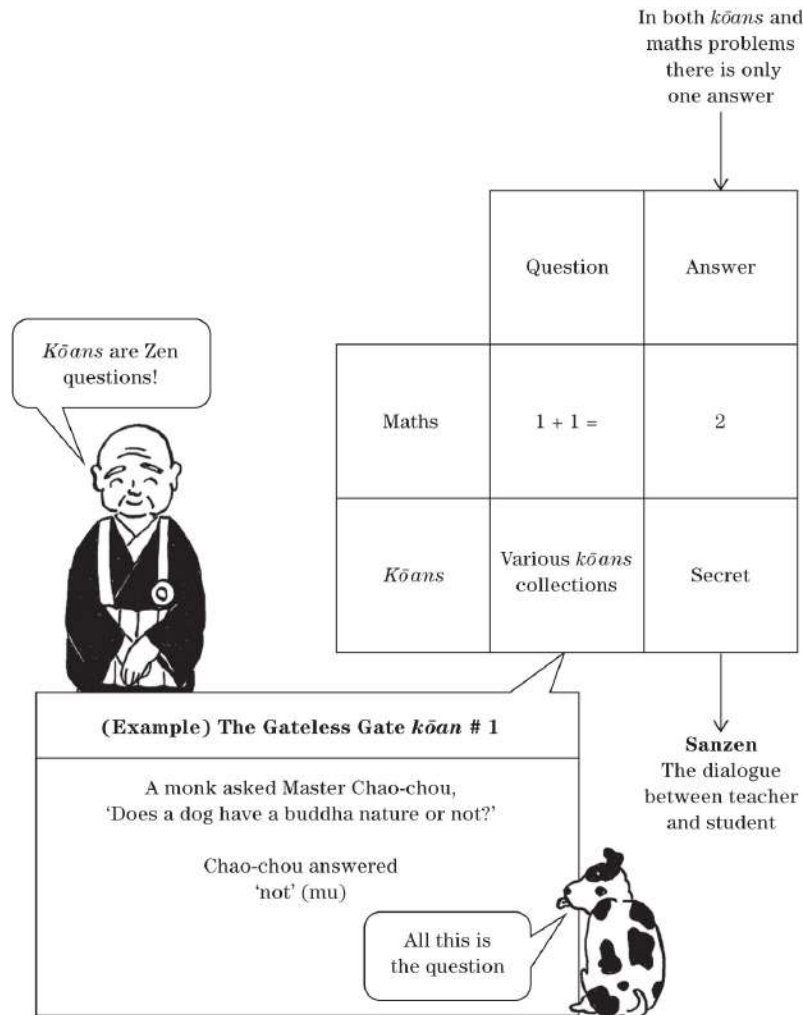 In both kōans and
maths problems
there is only
one answer
Question
Answer
Kōans are Zen
questions!
Maths
1 + 1 =
2
Kōans
Various kōans
collections
Secret
(Example) The Gateless Gate kōan # 1
A monk asked Master Chao-chou,
‘Does a dog have a buddha nature or not?’
Chao-chou answered
‘not’ (mu)
All this is
the question
Sanzen
The dialogue
between teacher
and student